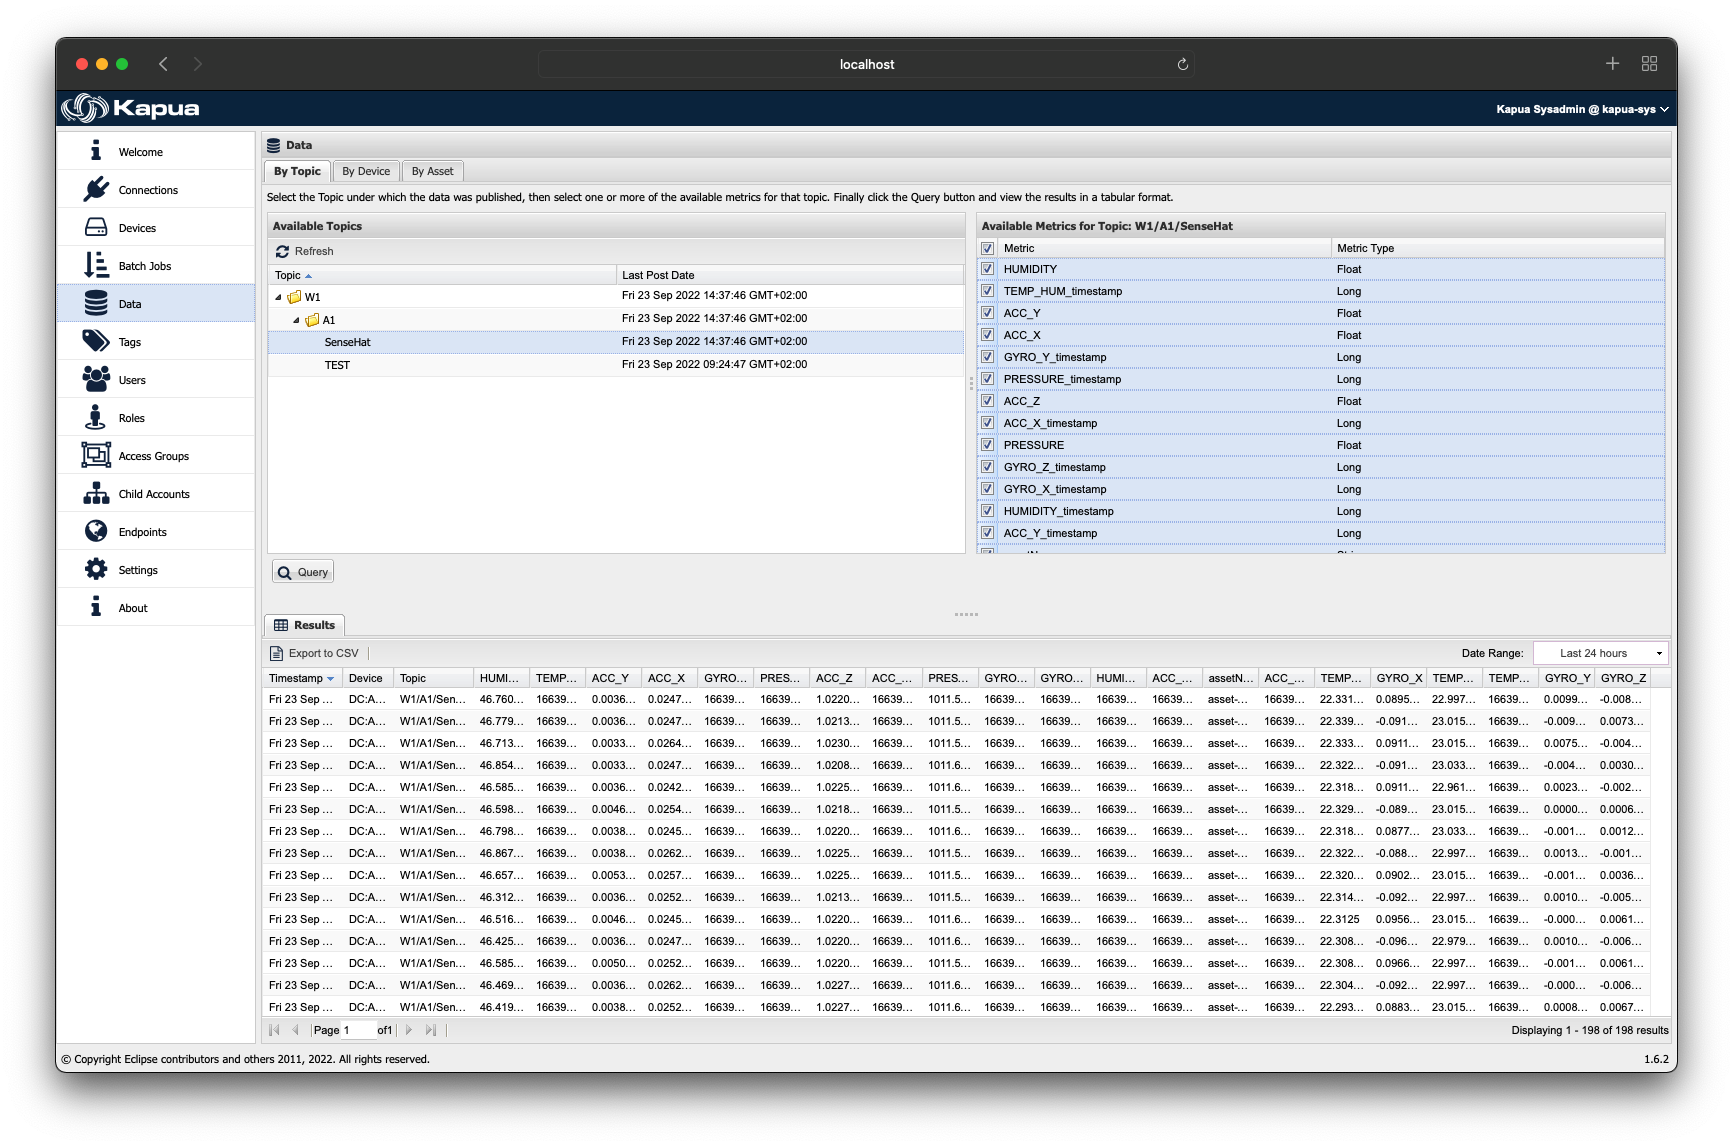 localhost
Kapua
Kapua Sysadmin @ kapua-sys
Welcome
Connections
Devices
Batch Jobs
Data
Tags
Users
Roles
Access Groups
Child Accounts
Endpoints
Settings
About
Data
By Topic By Device By Asset
Select the Topic under which the data was published, then select one or more of the available metrics for that topic. Finally click the Query button and view the results in a tabular format.
Available Topics
Refresh
Topic Last Post Date
W1 Fri 23 Sep 2022 14:37:46 GMT+02:00
A1 Fri 23 Sep 2022 14:37:46 GMT+02:00
SenseHat Fri 23 Sep 2022 14:37:46 GMT+02:00
TEST Fri 23 Sep 2022 09:24:47 GMT+02:00
Available Metrics for Topic: W1/A1/SenseHat
Metric Metric Type
HUMIDITY Float
TEMP_HUM_timestamp Long
ACC_Y Float
ACC_X Float
GYRO_Y_timestamp Long
PRESSURE_timestamp Long
ACC_Z Float
ACC_X_timestamp Long
PRESSURE Float
GYRO_Z_timestamp Long
GYRO_X_timestamp Long
HUMIDITY_timestamp Long
ACC_Y_timestamp Long
Query
Results
Export to CSV
Date Range: Last 24 hours
Timestamp Device Topic HUMI... TEMP... ACC_Y ACC_X GYRO... PRES... ACC_Z ACC_... PRES... GYRO... GYRO... HUMI... ACC_... assetN... ACC_... TEMP... GYRO_X TEMP... TEMP... GYRO_Y GYRO_Z
Fri 23 Sep ... DC:A... W1/A1/Sen... 46.760... 16639... 0.0036... 0.0247... 16639... 16639... 1.0220... 16639... 1011.5... 16639... 16639... 16639... 16639... asset-... 16639... 22.331... 0.0895... 22.997... 16639... 0.0099... -0.008...
Fri 23 Sep ... DC:A... W1/A1/Sen... 46.779... 16639... 0.0036... 0.0247... 16639... 16639... 1.0213... 16639... 1011.5... 16639... 16639... 16639... 16639... asset-... 16639... 22.339... -0.091... 23.015... 16639... -0.009... 0.0073...
Fri 23 Sep ... DC:A... W1/A1/Sen... 46.713... 16639... 0.0033... 0.0264... 16639... 16639... 1.0230... 16639... 1011.5... 16639... 16639... 16639... 16639... asset-... 16639... 22.333... 0.0911... 23.015... 16639... 0.0075... -0.004...
Fri 23 Sep ... DC:A... W1/A1/Sen... 46.854... 16639... 0.0033... 0.0247... 16639... 16639... 1.0208... 16639... 1011.6... 16639... 16639... 16639... 16639... asset-... 16639... 22.322... -0.091... 23.033... 16639... -0.004... 0.0030...
Fri 23 Sep ... DC:A... W1/A1/Sen... 46.585... 16639... 0.0036... 0.0242... 16639... 16639... 1.0225... 16639... 1011.6... 16639... 16639... 16639... 16639... asset-... 16639... 22.318... 0.0911... 22.961... 16639... 0.0023... -0.002...
Fri 23 Sep ... DC:A... W1/A1/Sen... 46.598... 16639... 0.0046... 0.0254... 16639... 16639... 1.0218... 16639... 1011.5... 16639... 16639... 16639... 16639... asset-... 16639... 22.329... -0.089... 23.015... 16639... 0.0000... 0.0006...
Fri 23 Sep ... DC:A... W1/A1/Sen... 46.798... 16639... 0.0038... 0.0245... 16639... 16639... 1.0220... 16639... 1011.6... 16639... 16639... 16639... 16639... asset-... 16639... 22.318... 0.0877... 23.033... 16639... -0.001... 0.0012...
Fri 23 Sep ... DC:A... W1/A1/Sen... 46.867... 16639... 0.0038... 0.0262... 16639... 16639... 1.0225... 16639... 1011.5... 16639... 16639... 16639... 16639... asset-... 16639... 22.322... -0.088... 22.997... 16639... 0.0013... -0.001...
Fri 23 Sep ... DC:A... W1/A1/Sen... 46.657... 16639... 0.0053... 0.0257... 16639... 16639... 1.0225... 16639... 1011.5... 16639... 16639... 16639... 16639... asset-... 16639... 22.320... 0.0902... 23.015... 16639... -0.001... 0.0036...
Fri 23 Sep ... DC:A... W1/A1/Sen... 46.312... 16639... 0.0036... 0.0252... 16639... 16639... 1.0213... 16639... 1011.5... 16639... 16639... 16639... 16639... asset-... 16639... 22.314... -0.092... 22.997... 16639... 0.0010... -0.005...
Fri 23 Sep ... DC:A... W1/A1/Sen... 46.516... 16639... 0.0046... 0.0245... 16639... 16639... 1.0220... 16639... 1011.6... 16639... 16639... 16639... 16639... asset-... 16639... 22.3125 0.0956... 23.015... 16639... -0.000... 0.0061...
Fri 23 Sep ... DC:A... W1/A1/Sen... 46.425... 16639... 0.0036... 0.0247... 16639... 16639... 1.0220... 16639... 1011.6... 16639... 16639... 16639... 16639... asset-... 16639... 22.308... -0.096... 22.979... 16639... 0.0010... -0.006...
Fri 23 Sep ... DC:A... W1/A1/Sen... 46.585... 16639... 0.0050... 0.0252... 16639... 16639... 1.0220... 16639... 1011.5... 16639... 16639... 16639... 16639... asset-... 16639... 22.308... 0.0966... 22.997... 16639... -0.001... 0.0061...
Fri 23 Sep ... DC:A... W1/A1/Sen... 46.469... 16639... 0.0036... 0.0262... 16639... 16639... 1.0227... 16639... 1011.6... 16639... 16639... 16639... 16639... asset-... 16639... 22.304... -0.092... 22.997... 16639... -0.000... -0.006...
Fri 23 Sep ... DC:A... W1/A1/Sen... 46.419... 16639... 0.0038... 0.0252... 16639... 16639... 1.0227... 16639... 1011.6... 16639... 16639... 16639... 16639... asset-... 16639... 22.293... 0.0883... 23.015... 16639... 0.0008... 0.0067...
Page 1 of1
Displaying 1 - 198 of 198 results
© Copyright Eclipse contributors and others 2011, 2022. All rights reserved.
1.6.2